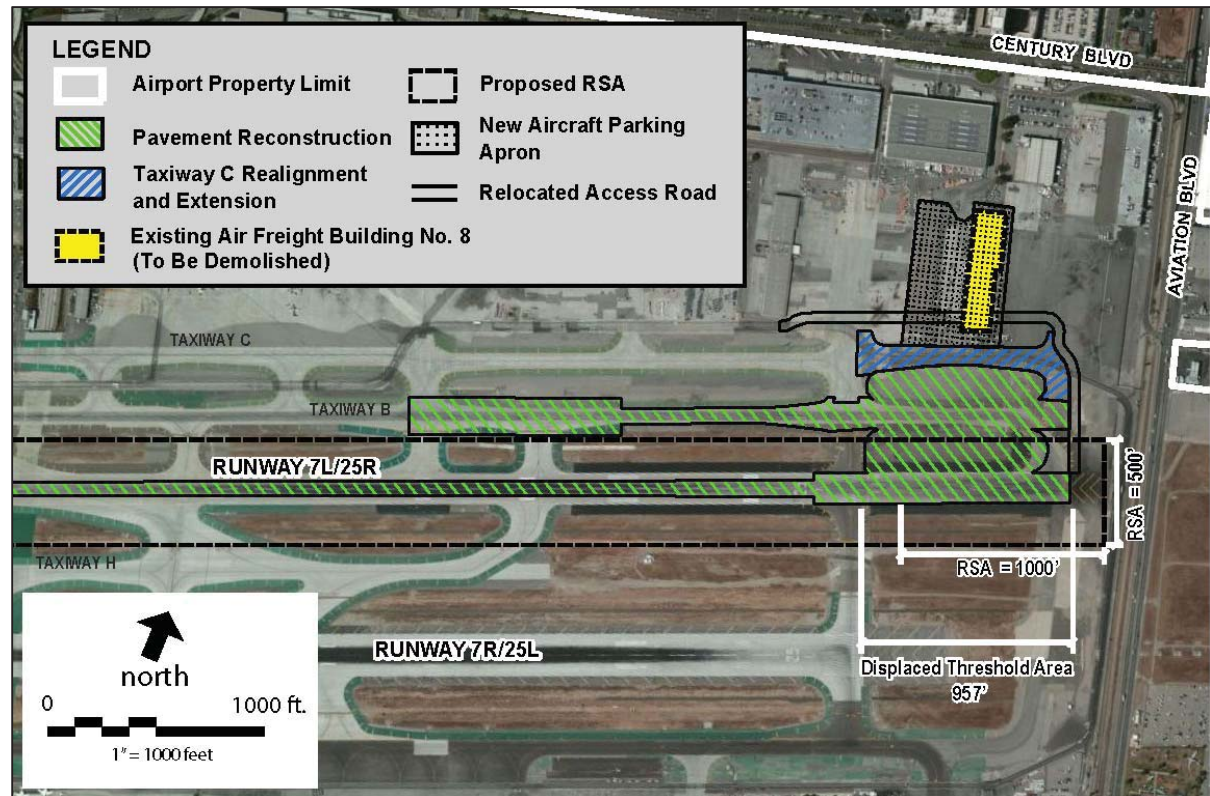 LEGEND
Airport Property Limit
Pavement Reconstruction
Taxiway C Realignment
and Extension
Existing Air Freight Building No. 8
(To Be Demolished)
Proposed RSA
New Aircraft Parking
Apron
Relocated Access Road
CENTURY BLVD
AVIATION BLVD
TAXIWAY C
TAXIWAY B
RUNWAY 7L/25R
RSA = 500'
TAXIWAY H
RSA = 1000'
RUNWAY 7R/25L
Displaced Threshold Area
957'
north
0 1000 ft.
1" = 1000 feet